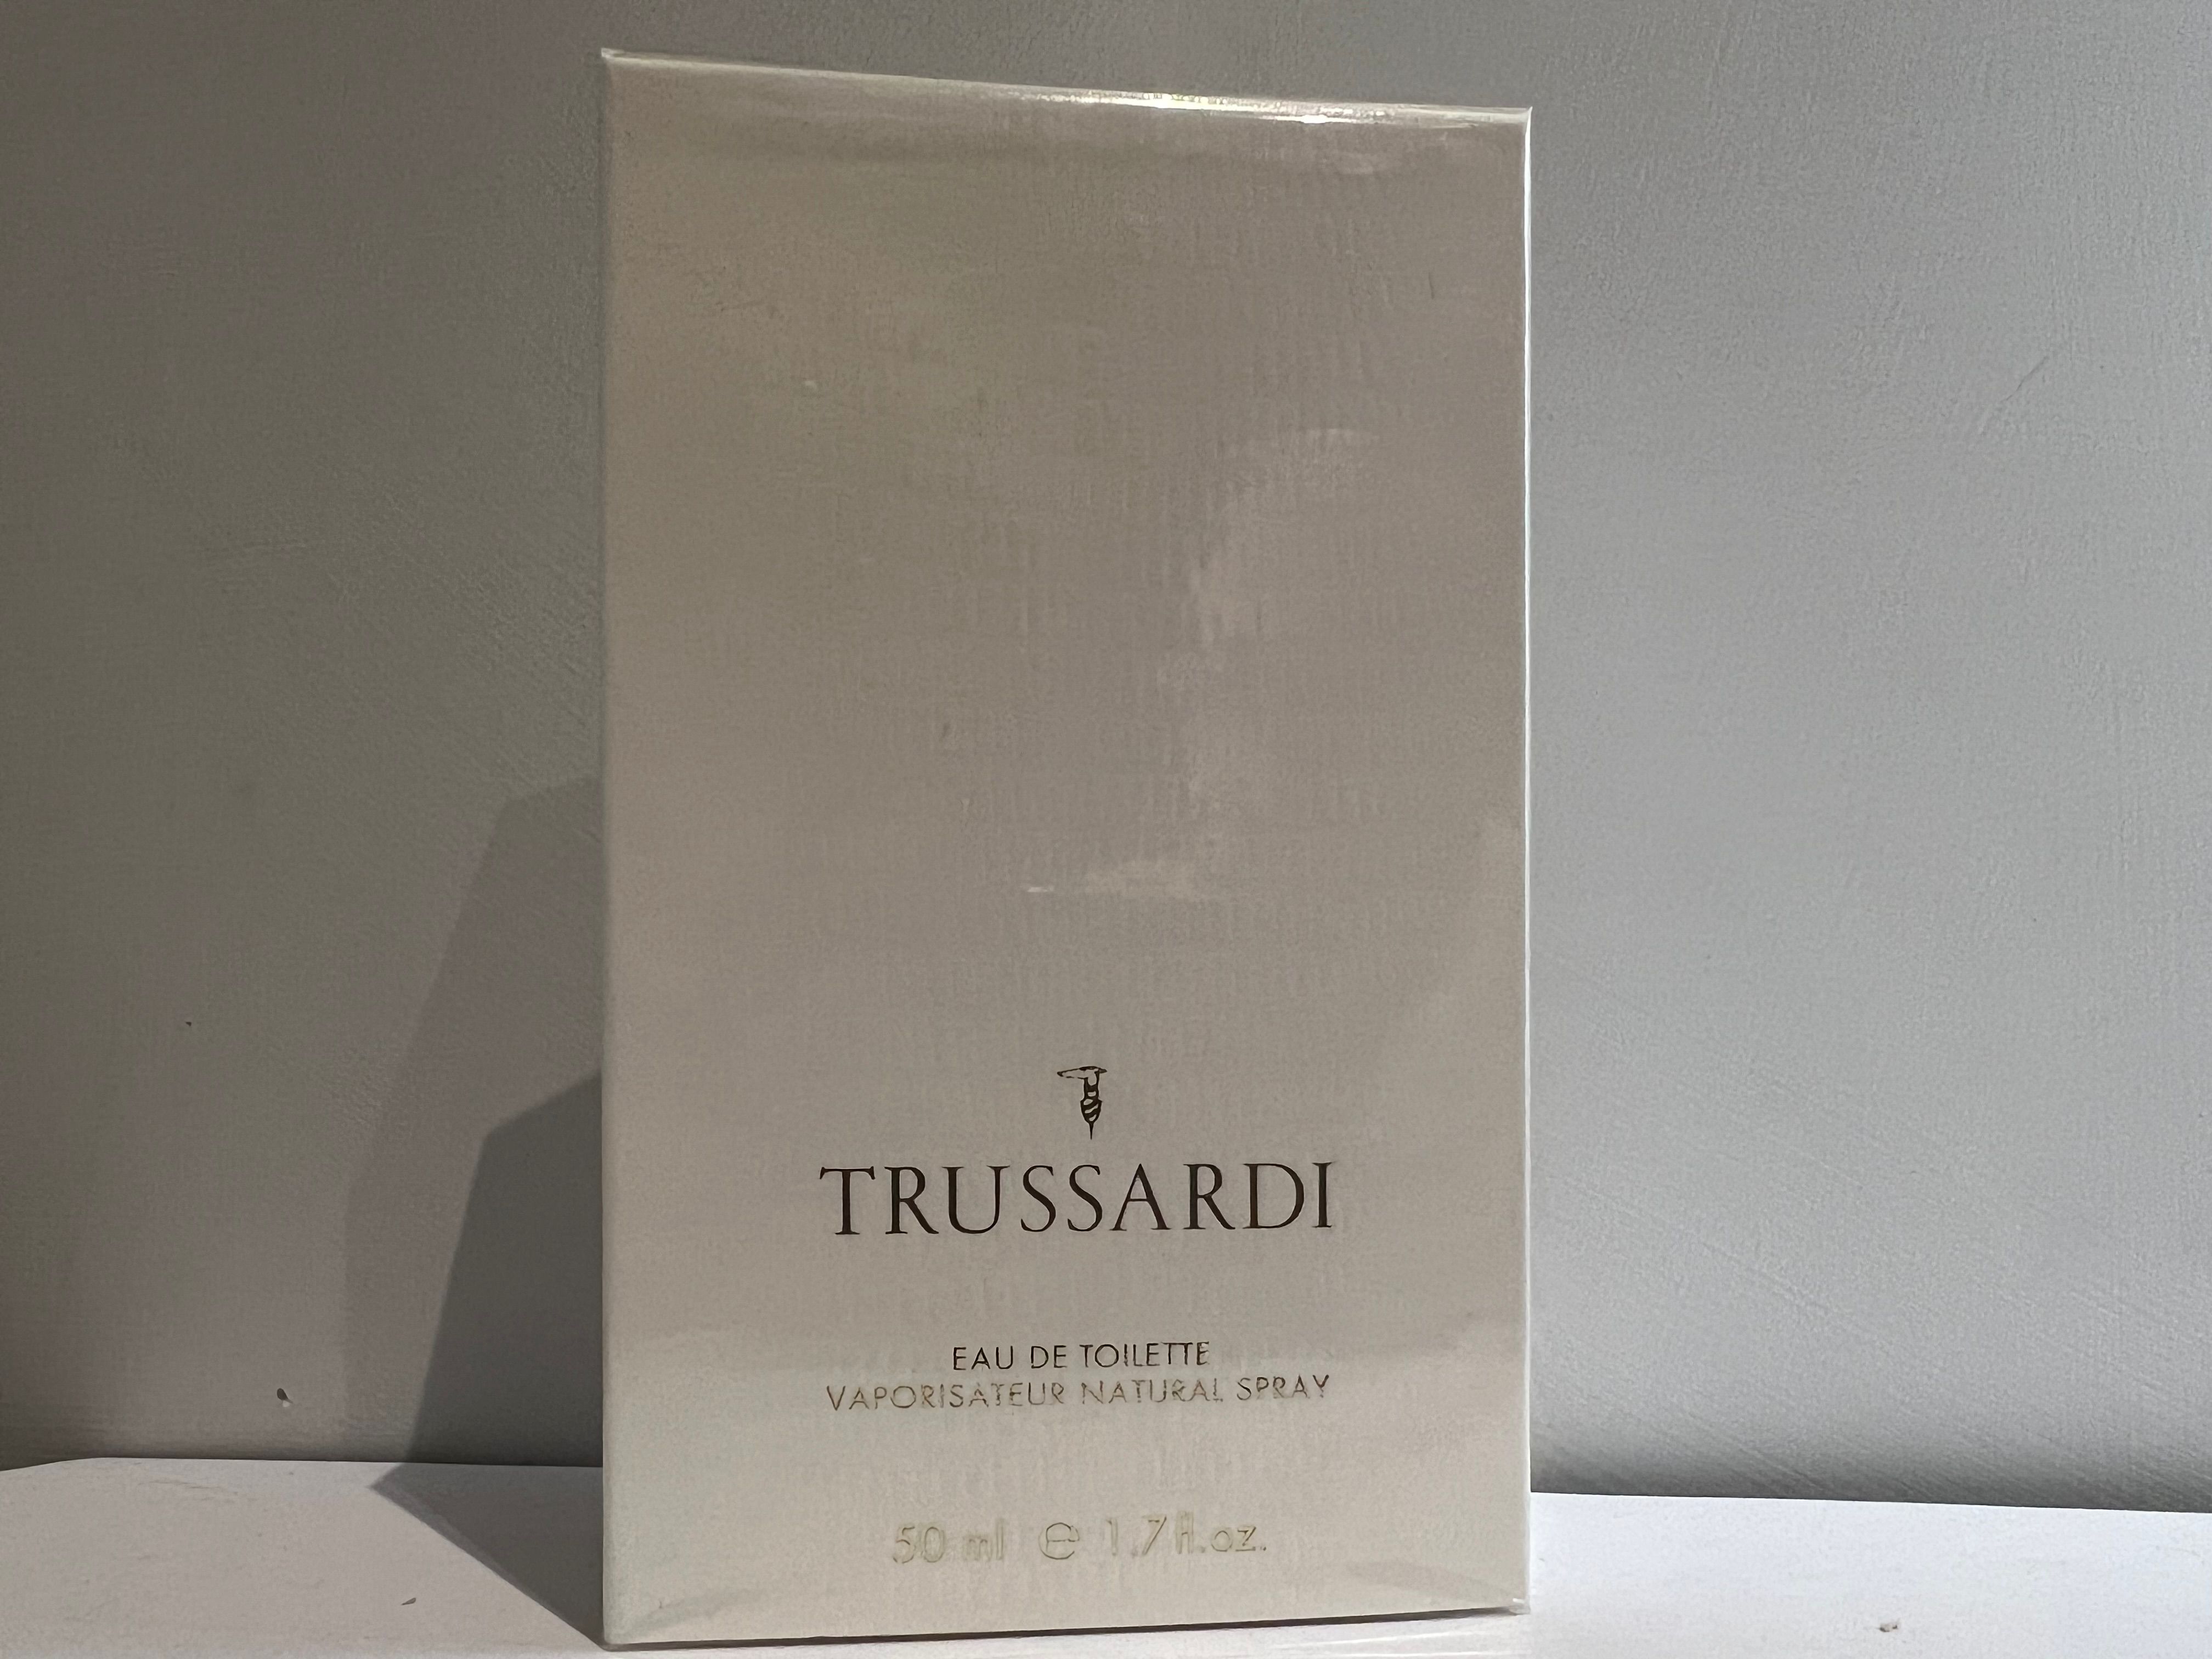 TRUSSARDI
EAU DE TOILETTE
VAPORISATEUR NATURAL SPRAY
50 ml ℮ 1.7 fl.oz.